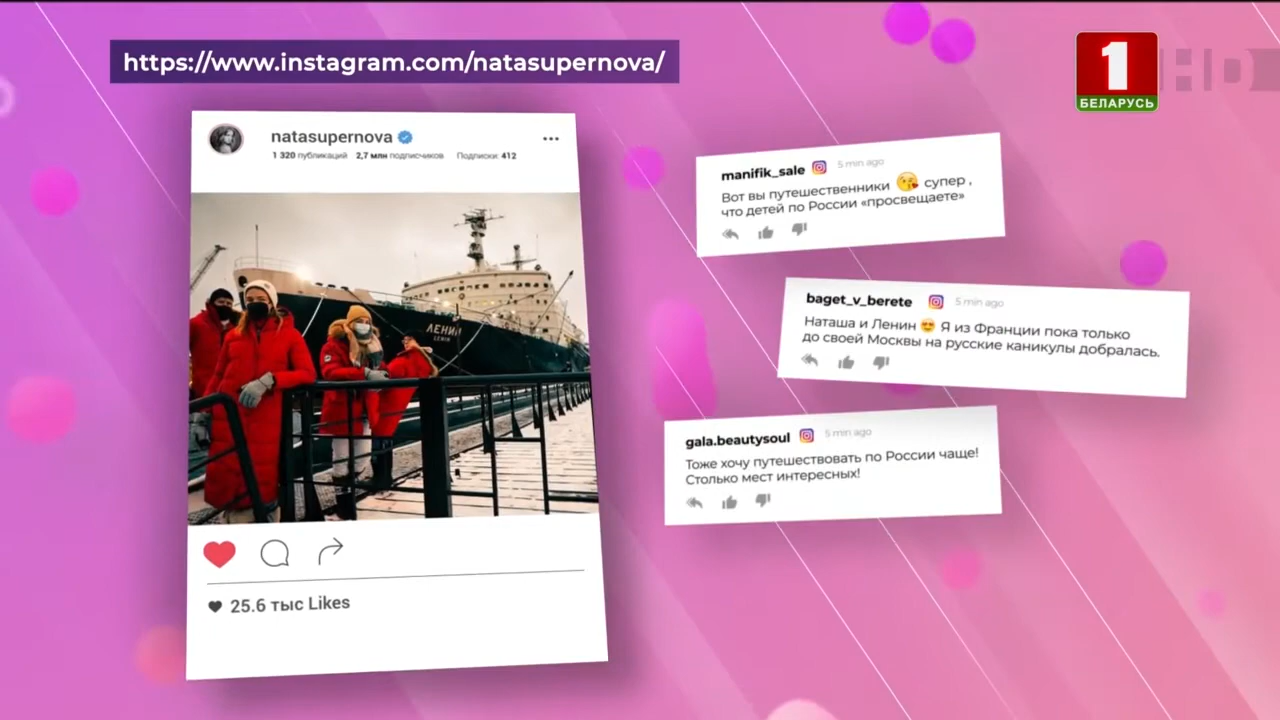 https://www.instagram.com/natasupernova/
1
HD
БЕЛАРУСЬ
natasupernova
1 320 публикаций 2,7 млн подписчиков Подписки: 412
ЛЕНИН
LENIN
25.6 тыс Likes
manifik_sale 5 min ago
Вот вы путешественники 😘 супер ,
что детей по России «просвещаете»
baget_v_berete 5 min ago
Наташа и Ленин 😍 Я из Франции пока только
до своей Москвы на русские каникулы добралась.
gala.beautysoul 5 min ago
Тоже хочу путешествовать по России чаще!
Столько мест интересных!